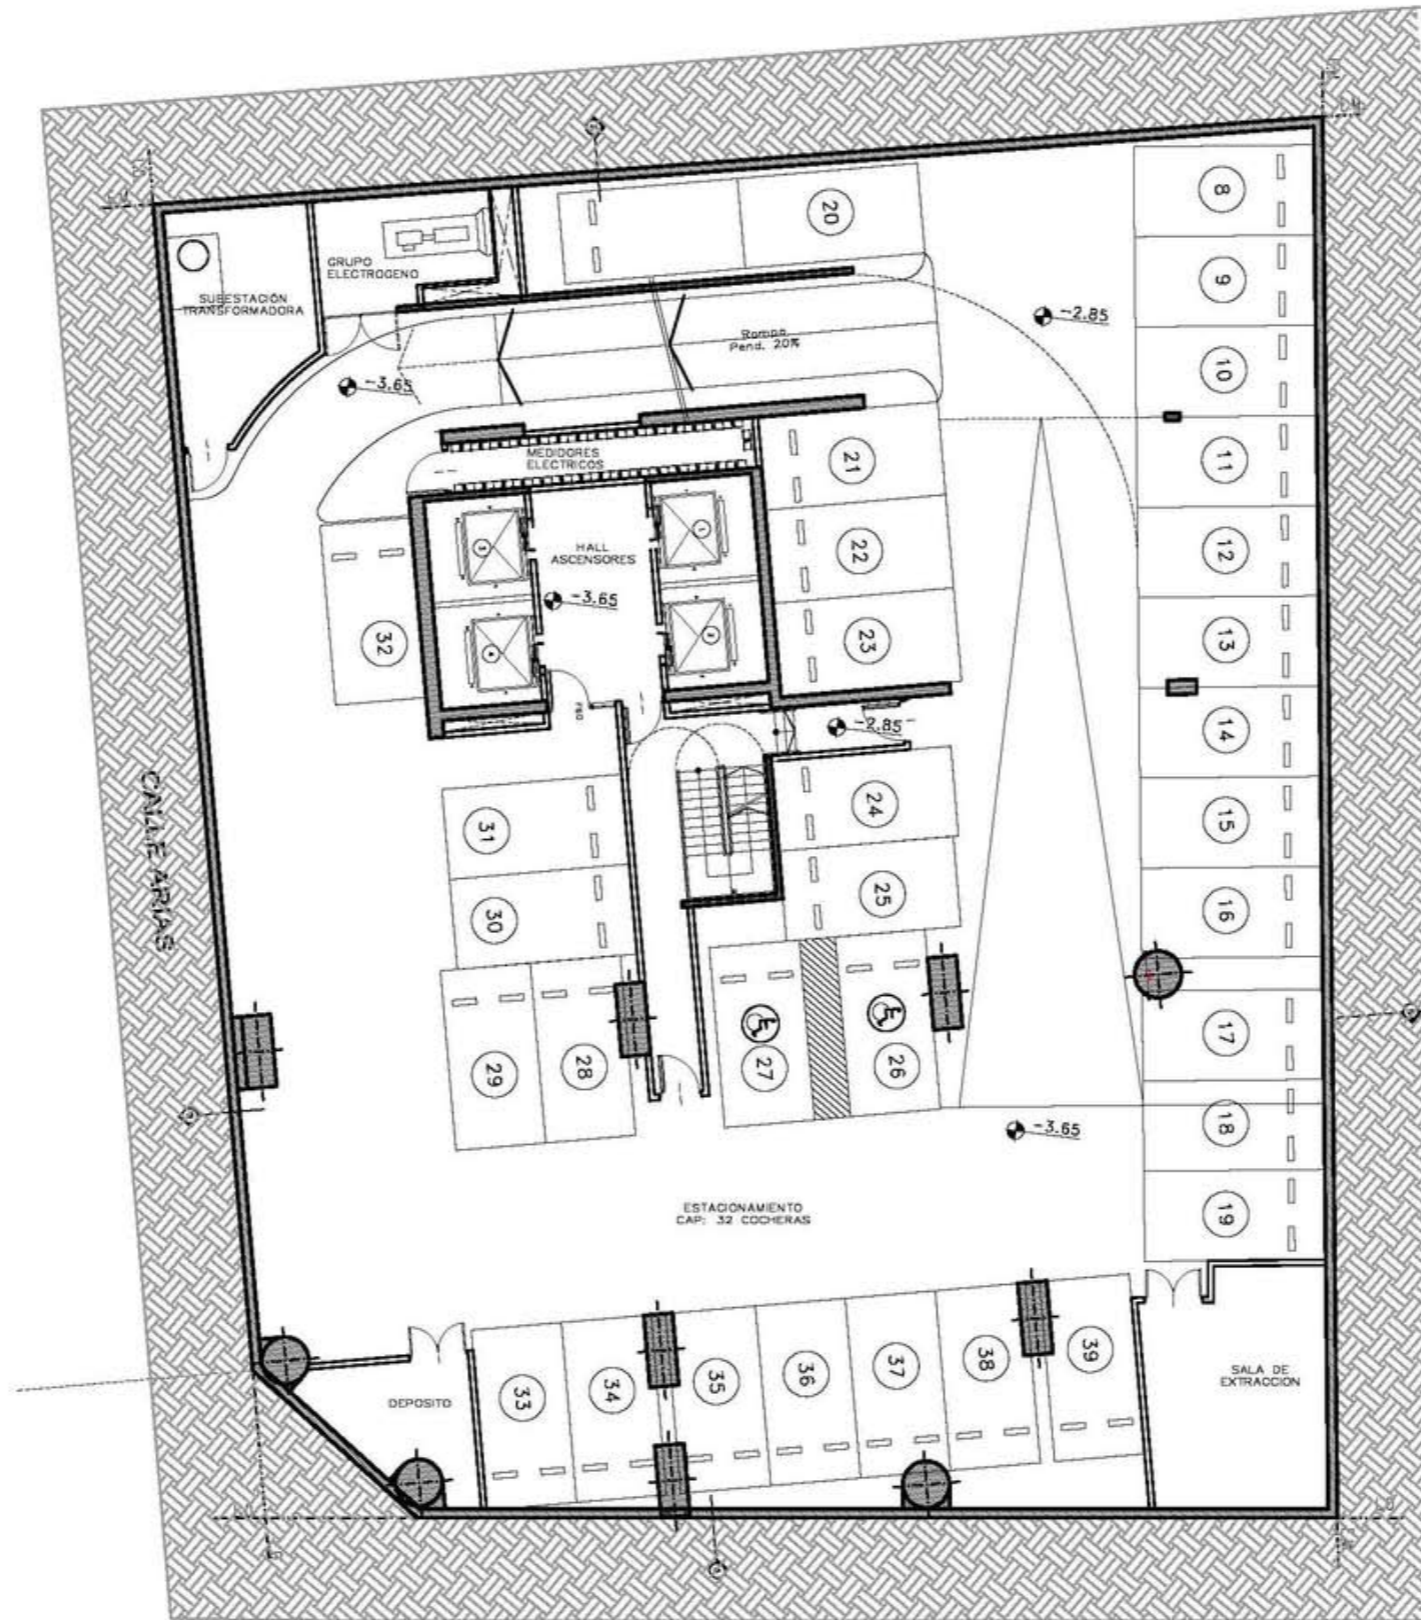 8
20
GRUPO
ELECTROGENO
9
SUBESTACIÓN
TRANSFORMADORA
-2.85
Rampa
Pend. 20%
10
-3.65
21
MEDIDORES
ELECTRICOS
11
22
12
HALL
ASCENSORES
-3.65
32
23
13
-2.85
14
CALLE ARIAS
31
24
15
30
25
16
29
28
27
26
17
18
-3.65
ESTACIONAMIENTO
CAP: 32 COCHERAS
19
DEPOSITO
33
34
35
36
37
38
39
SALA DE
EXTRACCION